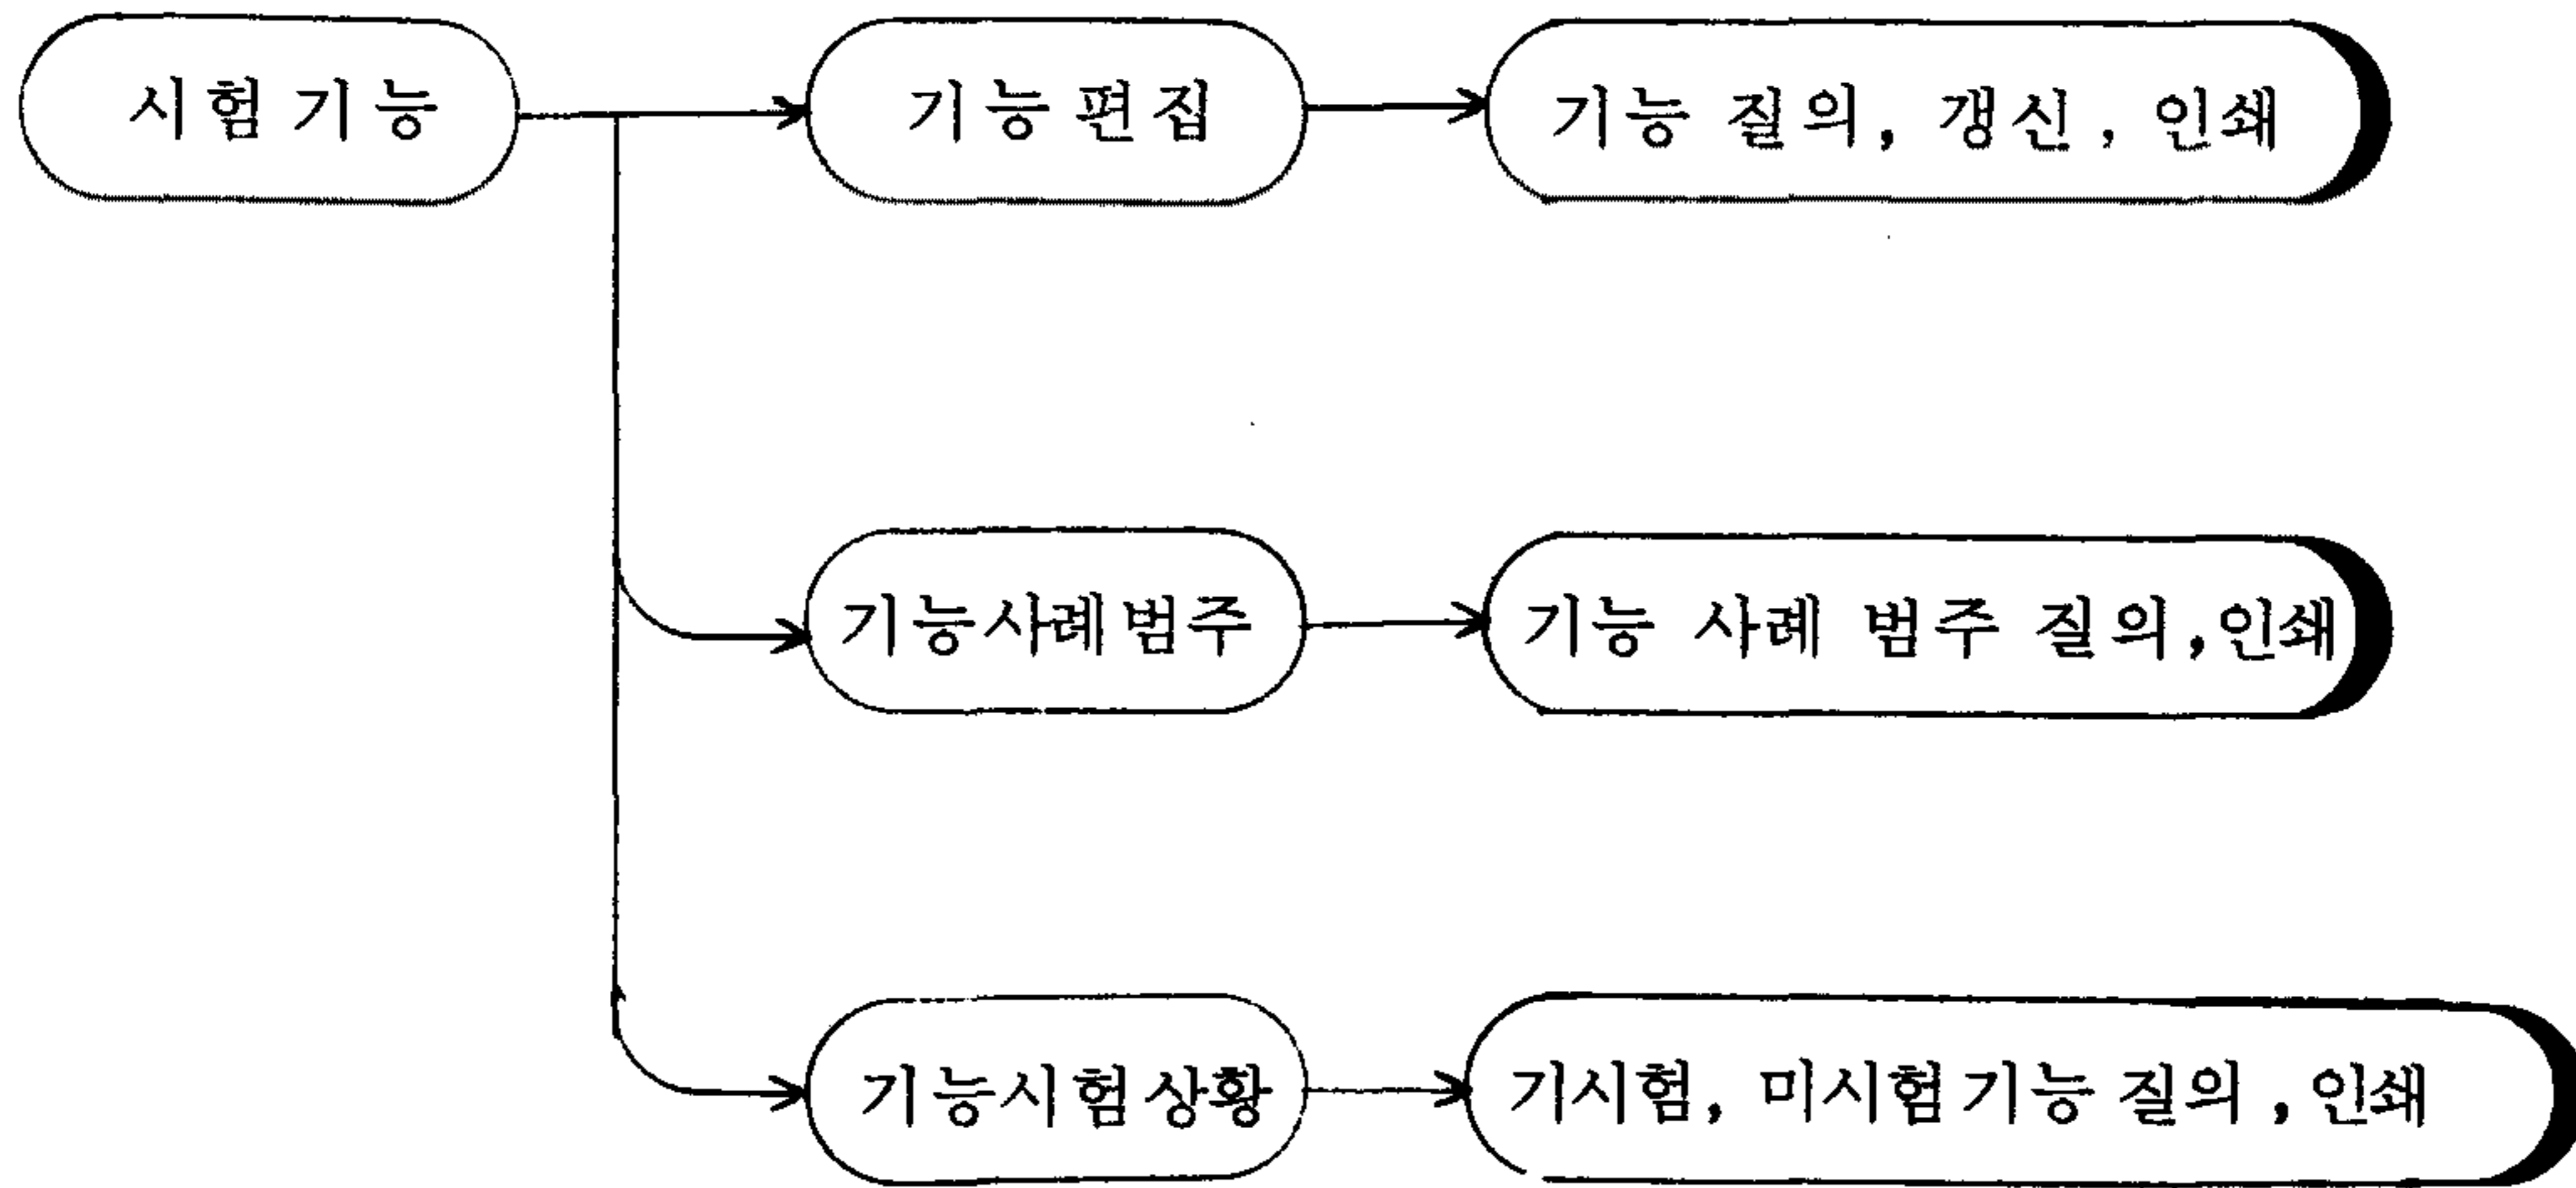 시험 기능
기능 편집
기능 질의, 갱신, 인쇄
기능사례범주
기능 사례 범주 질의, 인쇄
기능시험상황
기시험, 미시험기능 질의, 인쇄